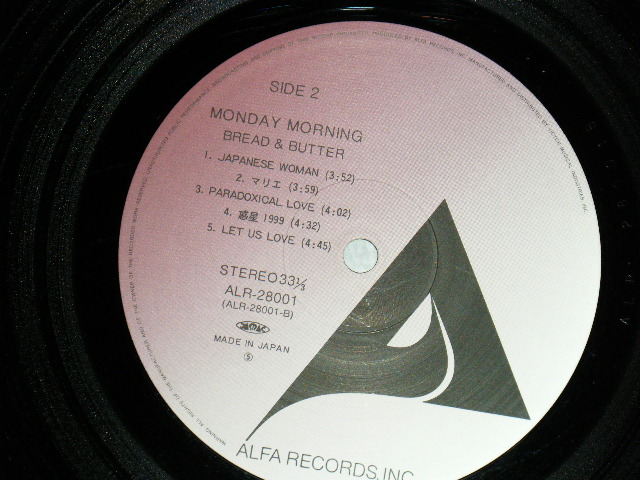 SIDE 2
MONDAY MORNING
BREAD & BUTTER
1. JAPANESE WOMAN (3:52)
2. マリエ (3:59)
3. PARADOXICAL LOVE (4:02)
4. 惑星 1999 (4:32)
5. LET US LOVE (4:45)
STEREO 33⅓
ALR-28001
(ALR-28001-B)
MADE IN JAPAN
Ⓢ
ALFA RECORDS, INC